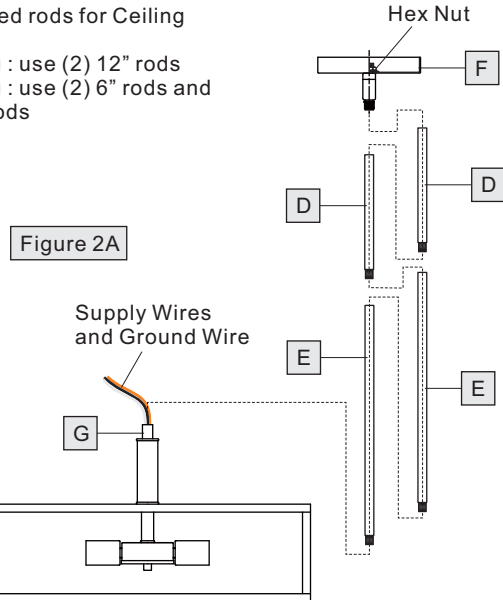 ed rods for Ceiling
: use (2) 12” rods
: use (2) 6” rods and
ods
Hex Nut
F
D
D
Figure 2A
Supply Wires
and Ground Wire
E
E
G